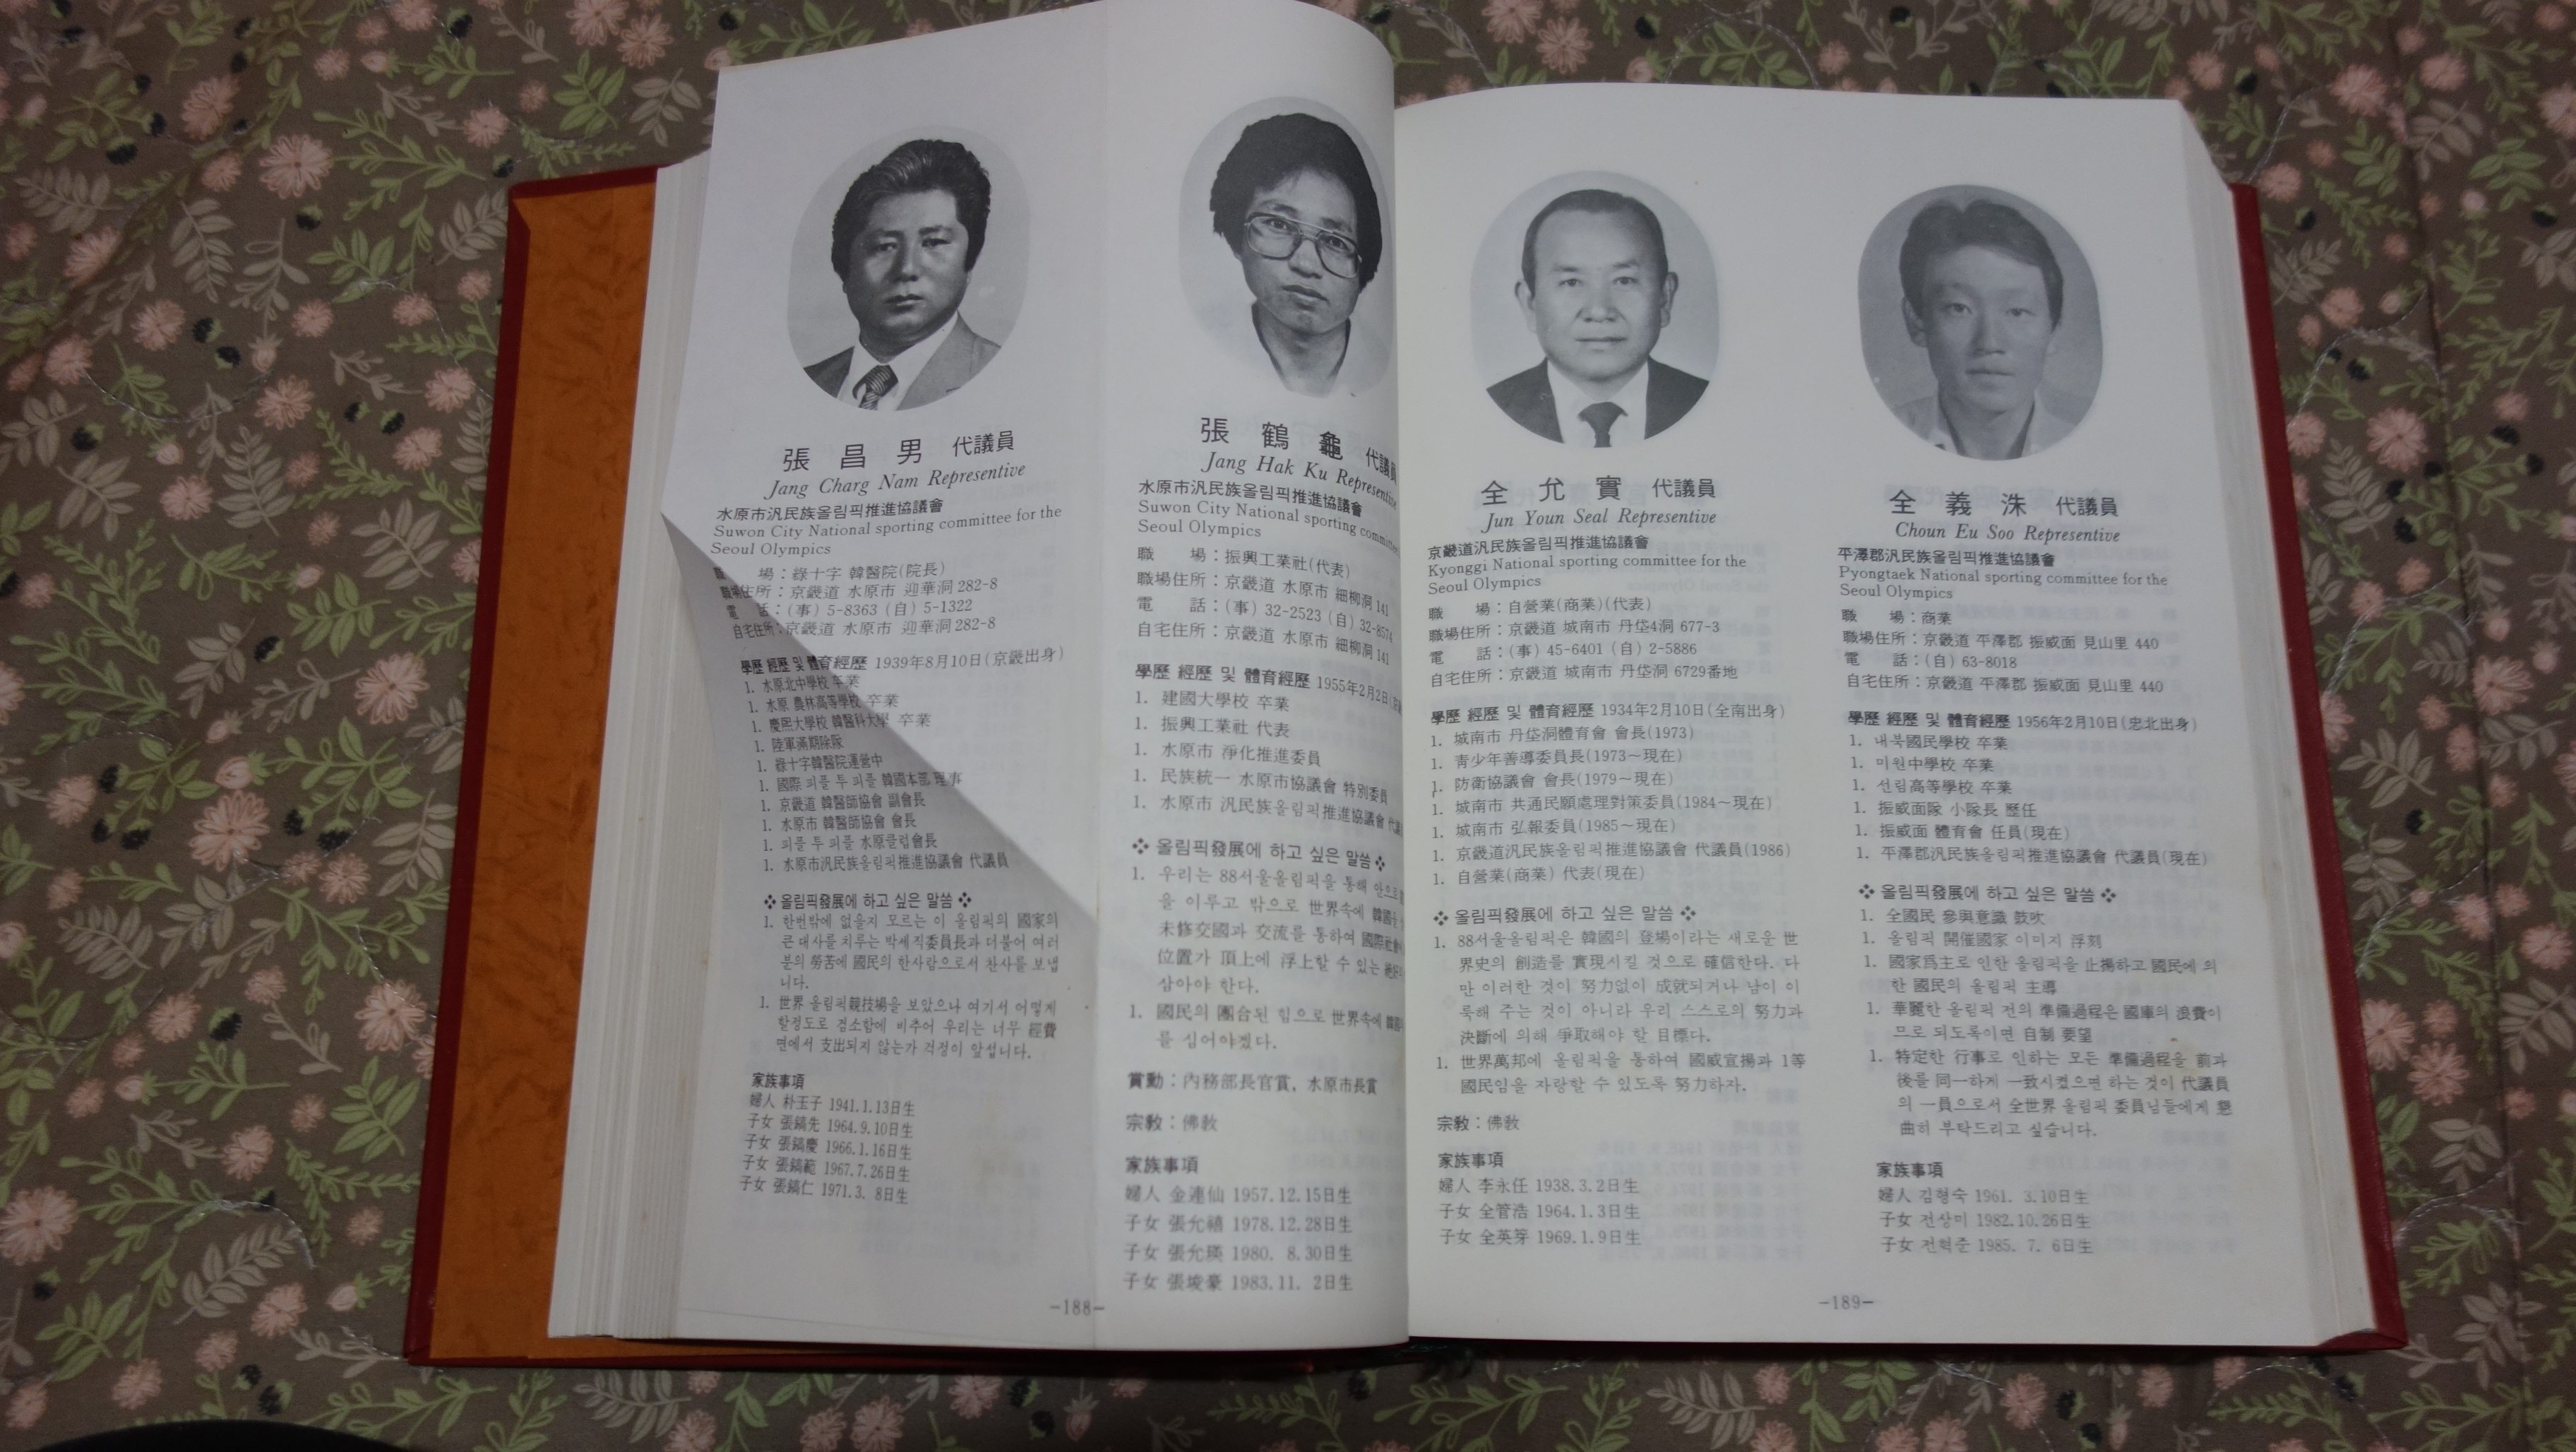 張 昌 男 代議員
Jang Charg Nam Representive
水原市汎民族올림픽推進協議會
Suwon City National sporting committee for the
Seoul Olympics
場：綠十字 韓醫院(院長)
職場住所：京畿道 水原市 迎華洞 282-8
電 話：(事) 5-8363 (自) 5-1322
自宅住所：京畿道 水原市 迎華洞 282-8
學歷 經歷 및 體育經歷 1939年8月10日(京畿出身)
1. 水原北中學校 卒業
1. 水原 農林高等學校 卒業
1. 慶熙大學校 韓醫科大學 卒業
1. 陸軍滿期除隊
1. 綠十字韓醫院運營中
1. 國際 피플 투 피플 韓國本部 理事
1. 京畿道 韓醫師協會 副會長
1. 水原市 韓醫師協會 會長
1. 피플 투 피플 水原클럽會長
1. 水原市汎民族올림픽推進協議會 代議員
❖ 올림픽發展에 하고 싶은 말씀 ❖
1. 한번밖에 없을지 모르는 이 올림픽의 國家의
큰 대사를 치루는 박세직委員長과 더불어 여러
분의 勞苦에 國民의 한사람으로서 찬사를 보냅
니다.
1. 世界 올림픽競技場을 보았으나 여기서 어떻게
할정도로 검소함에 비추어 우리는 너무 經費
면에서 支出되지 않는가 걱정이 앞섭니다.
家族事項
婦人 朴玉子 1941.1.13日生
子女 張鎬先 1964.9.10日生
子女 張鎬慶 1966.1.16日生
子女 張鎬範 1967.7.26日生
子女 張鎬仁 1971.3. 8日生
張 鶴 龜 代議員
Jang Hak Ku Representive
水原市汎民族올림픽推進協議會
Suwon City National sporting committee
Seoul Olympics
職 場：振興工業社(代表)
職場住所：京畿道 水原市 細柳洞 141
電 話：(事) 32-2523 (自) 32-8574
自宅住所：京畿道 水原市 細柳洞 141
學歷 經歷 및 體育經歷 1955年2月2日
1. 建國大學校 卒業
1. 振興工業社 代表
1. 水原市 淨化推進委員
1. 民族統一 水原市協議會 特別委員
1. 水原市 汎民族올림픽推進協議會
❖ 올림픽發展에 하고 싶은 말씀 ❖
1. 우리는 88서울올림픽을 통해 안으로
을 이루고 밖으로 世界속에 韓國을
未修交國과 交流를 통하여 國際社會
位置가 頂上에 浮上할 수 있는
삼아야 한다.
1. 國民의 團合된 힘으로 世界속에
를 심어야겠다.
賞勳：內務部長官賞, 水原市長賞
宗敎：佛敎
家族事項
婦人 金連仙 1957.12.15日生
子女 張允禧 1978.12.28日生
子女 張允瑛 1980. 8.30日生
子女 張埈豪 1983.11. 2日生
-188-
全 允 實 代議員
Jun Youn Seal Representive
京畿道汎民族올림픽推進協議會
Kyonggi National sporting committee for the
Seoul Olympics
職 場：自營業(商業)(代表)
職場住所：京畿道 城南市 丹垈4洞 677-3
電 話：(事) 45-6401 (自) 2-5886
自宅住所：京畿道 城南市 丹垈洞 6729番地
學歷 經歷 및 體育經歷 1934年2月10日(全南出身)
1. 城南市 丹垈洞體育會 會長(1973)
1. 靑少年善導委員長(1973～現在)
1. 防衛協議會 會長(1979～現在)
1. 城南市 共通民願處理對策委員(1984～現在)
1. 城南市 弘報委員(1985～現在)
1. 京畿道汎民族올림픽推進協議會 代議員(1986)
1. 自營業(商業) 代表(現在)
❖ 올림픽發展에 하고 싶은 말씀 ❖
1. 88서울올림픽은 韓國의 登場이라는 새로운 世
界史의 創造를 實現시킬 것으로 確信한다. 다
만 이러한 것이 努力없이 成就되거나 남이 이
룩해 주는 것이 아니라 우리 스스로의 努力과
決斷에 의해 爭取해야 할 目標다.
1. 世界萬邦에 올림픽을 통하여 國威宣揚과 1等
國民임을 자랑할 수 있도록 努力하자.
宗敎：佛敎
家族事項
婦人 李永任 1938.3.2日生
子女 全管浩 1964.1.3日生
子女 全英芽 1969.1.9日生
全 義 洙 代議員
Choun Eu Soo Representive
平澤郡汎民族올림픽推進協議會
Pyongtaek National sporting committee for the
Seoul Olympics
職 場：商業
職場住所：京畿道 平澤郡 振威面 見山里 440
電 話：(自) 63-8018
自宅住所：京畿道 平澤郡 振威面 見山里 440
學歷 經歷 및 體育經歷 1956年2月10日(忠北出身)
1. 내북國民學校 卒業
1. 미원中學校 卒業
1. 선림高等學校 卒業
1. 振威面隊 小隊長 歷任
1. 振威面 體育會 任員(現在)
1. 平澤郡汎民族올림픽推進協議會 代議員(現在)
❖ 올림픽發展에 하고 싶은 말씀 ❖
1. 全國民 參與意識 鼓吹
1. 올림픽 開催國家 이미지 浮刻
1. 國家爲主로 인한 올림픽을 止揚하고 國民에 의
한 國民의 올림픽 主導
1. 華麗한 올림픽 전의 準備過程은 國庫의 浪費이
므로 되도록이면 自制 要望
1. 特定한 行事로 인하는 모든 準備過程을 前과
後를 同一하게 一致시켰으면 하는 것이 代議員
의 一員으로서 全世界 올림픽 委員님들에게 懇
曲히 부탁드리고 싶습니다.
家族事項
婦人 김형숙 1961. 3.10日生
子女 전상미 1982.10.26日生
子女 전혁준 1985. 7. 6日生
-189-